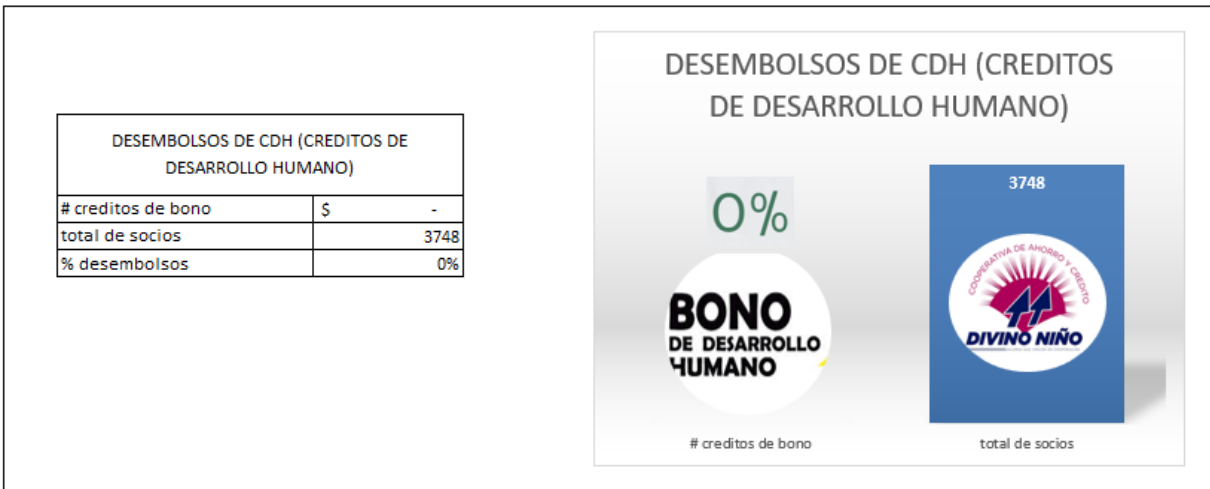 DESEMBOLSOS DE CDH (CREDITOS DE
DESARROLLO HUMANO)
# creditos de bono $ -
total de socios 3748
% desembolsos 0%
DESEMBOLSOS DE CDH (CREDITOS
DE DESARROLLO HUMANO)
0%
BONO
DE DESARROLLO
HUMANO
3748
COOPERATIVA DE AHORRO Y CREDITO
DIVINO NIÑO
# creditos de bono
total de socios